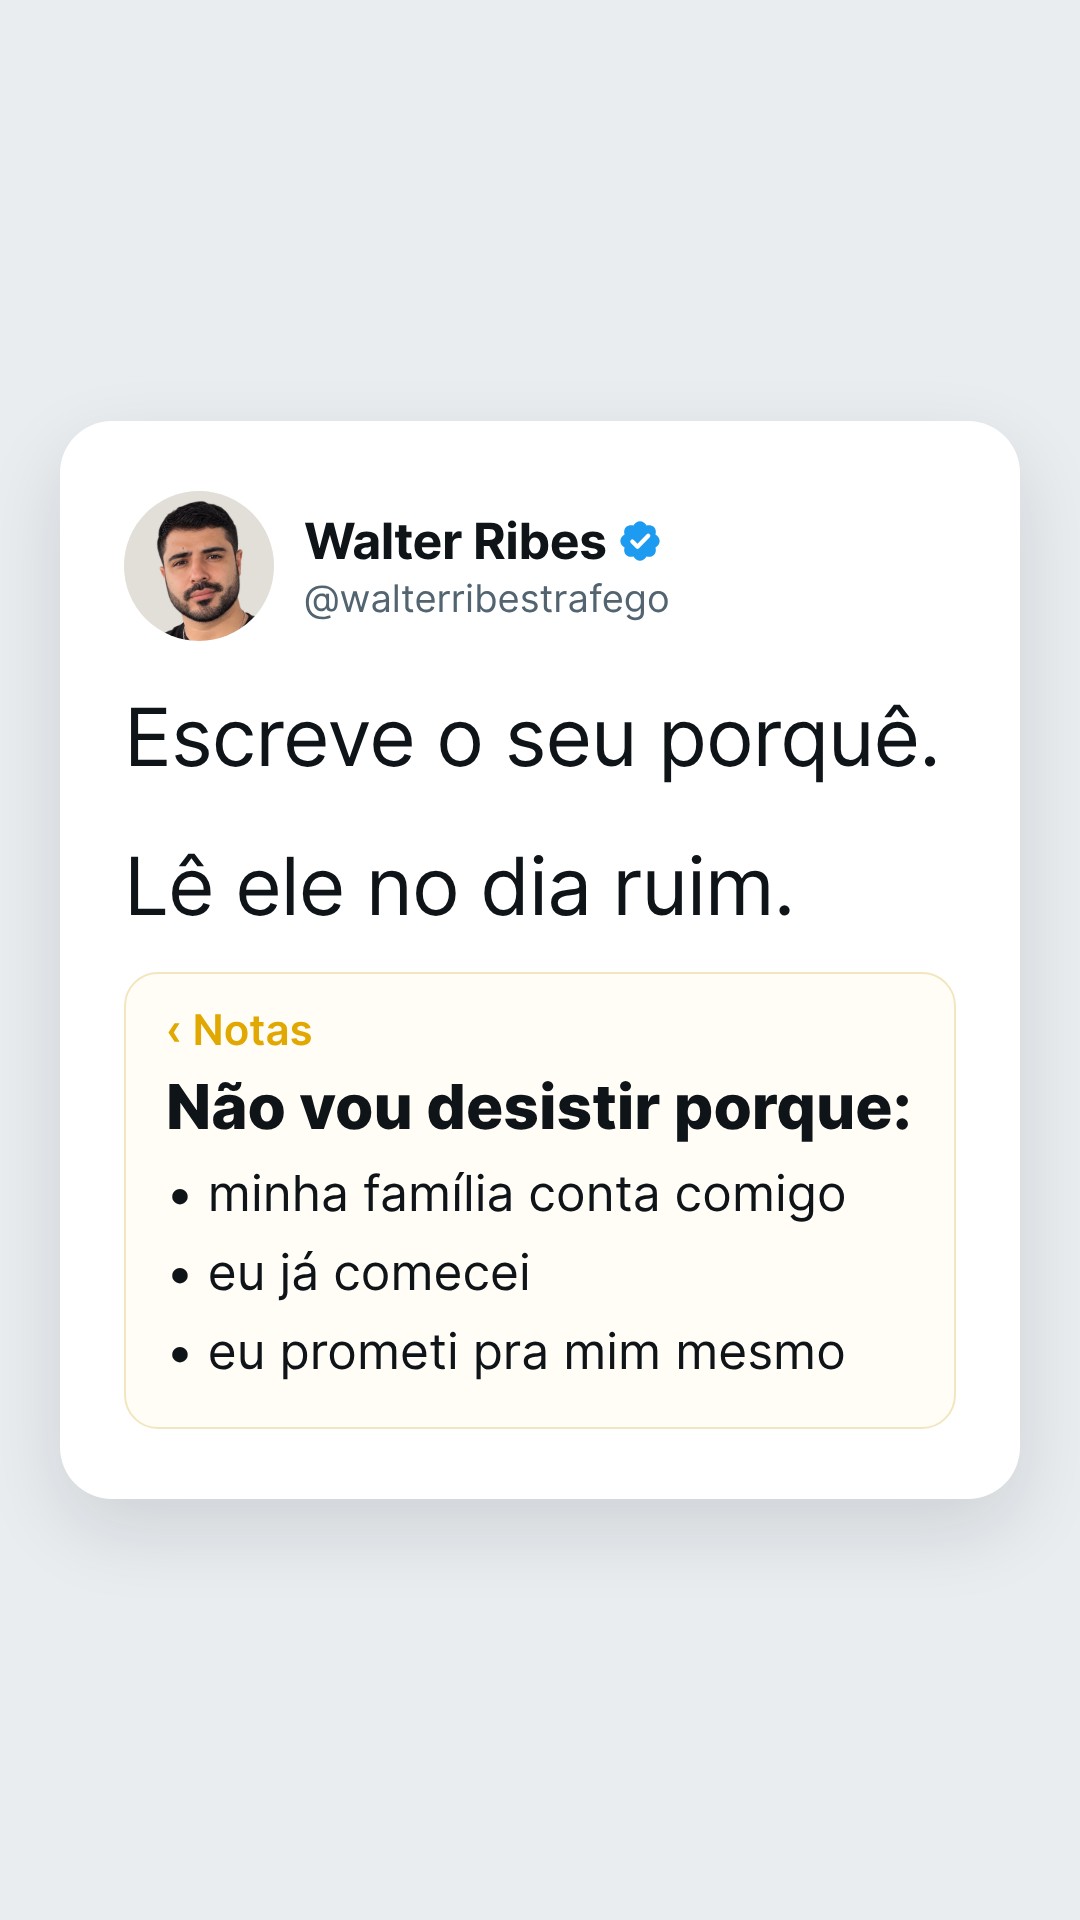 Walter Ribes
@walterribestrafego
Escreve o seu porquê.
Lê ele no dia ruim.
‹ Notas
Não vou desistir porque:
• minha família conta comigo
• eu já comecei
• eu prometi pra mim mesmo